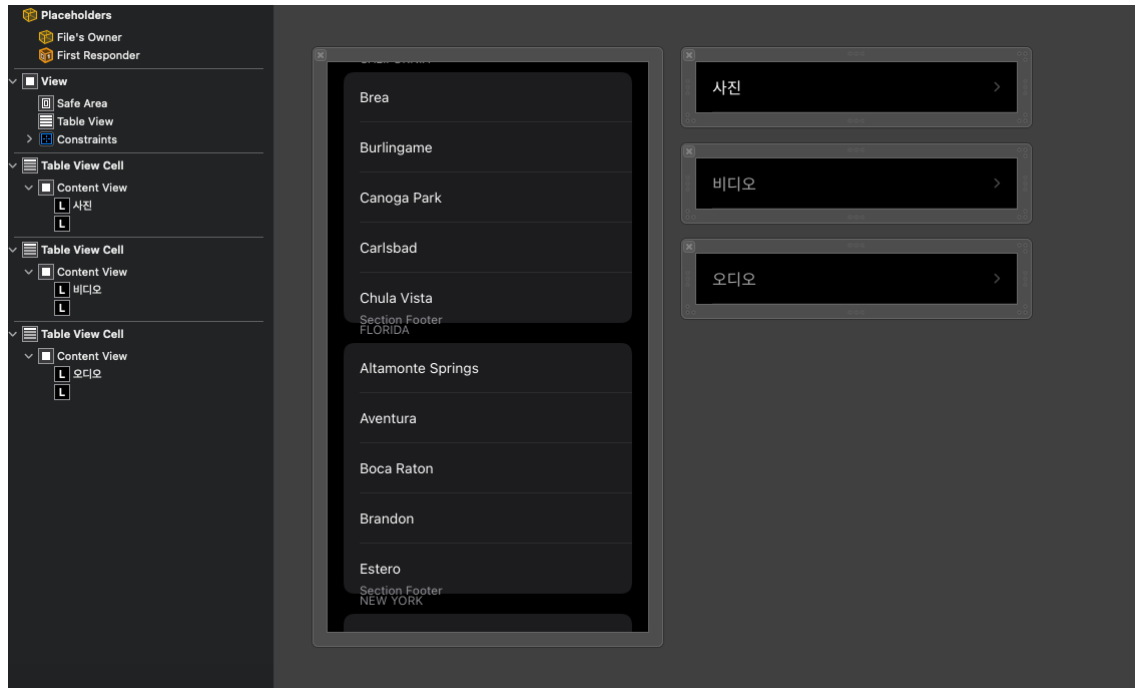 Placeholders
File's Owner
First Responder
View
Safe Area
Table View
Constraints
Table View Cell
Content View
L 사진
L
Table View Cell
Content View
L 비디오
L
Table View Cell
Content View
L 오디오
L
Brea
Burlingame
Canoga Park
Carlsbad
Chula Vista
Section Footer
FLORIDA
Altamonte Springs
Aventura
Boca Raton
Brandon
Estero
Section Footer
NEW YORK
사진
비디오
오디오